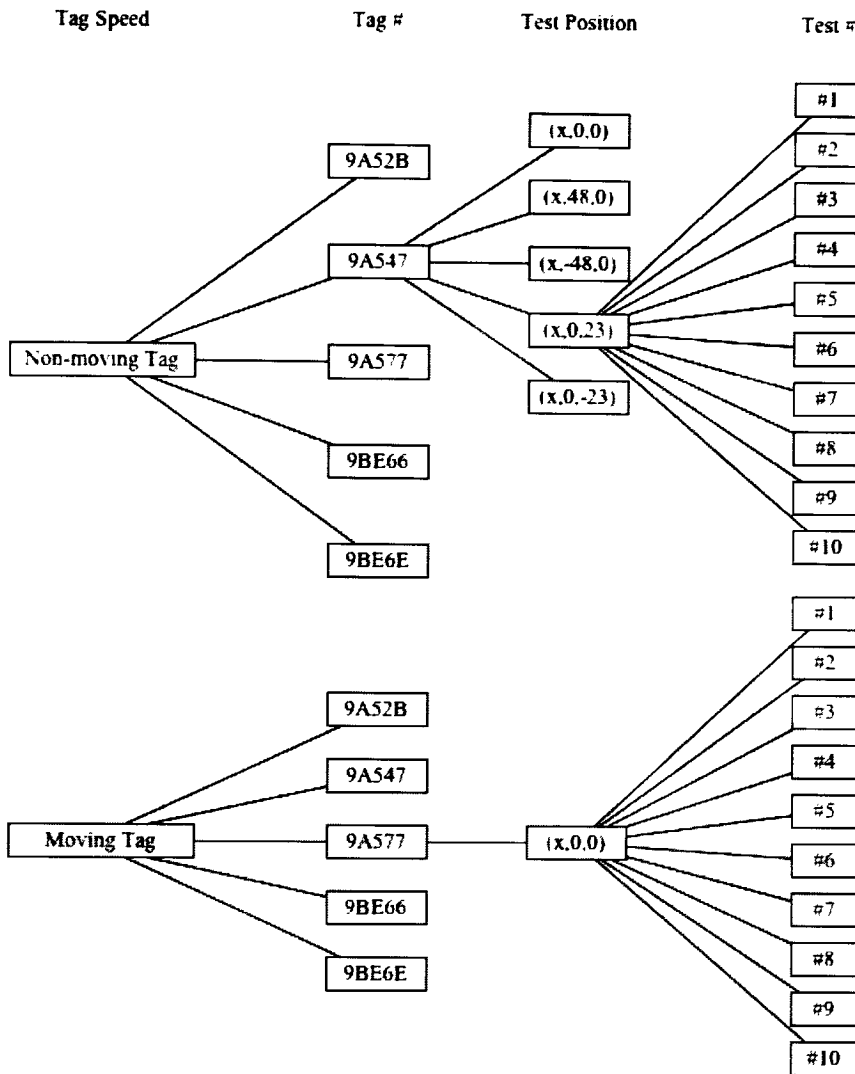 Tag Speed Tag # Test Position Test #
#1
(x,0,0)
#2
9A52B
(x,48,0)
#3
9A547
(x,-48,0)
#4
#5
(x,0,23)
Non-moving Tag
9A577
#6
(x,0,-23)
#7
#8
9BE66
#9
9BE6E
#10
#1
#2
9A52B
#3
9A547
#4
#5
Moving Tag
9A577
(x,0,0)
#6
9BE66
#7
#8
9BE6E
#9
#10